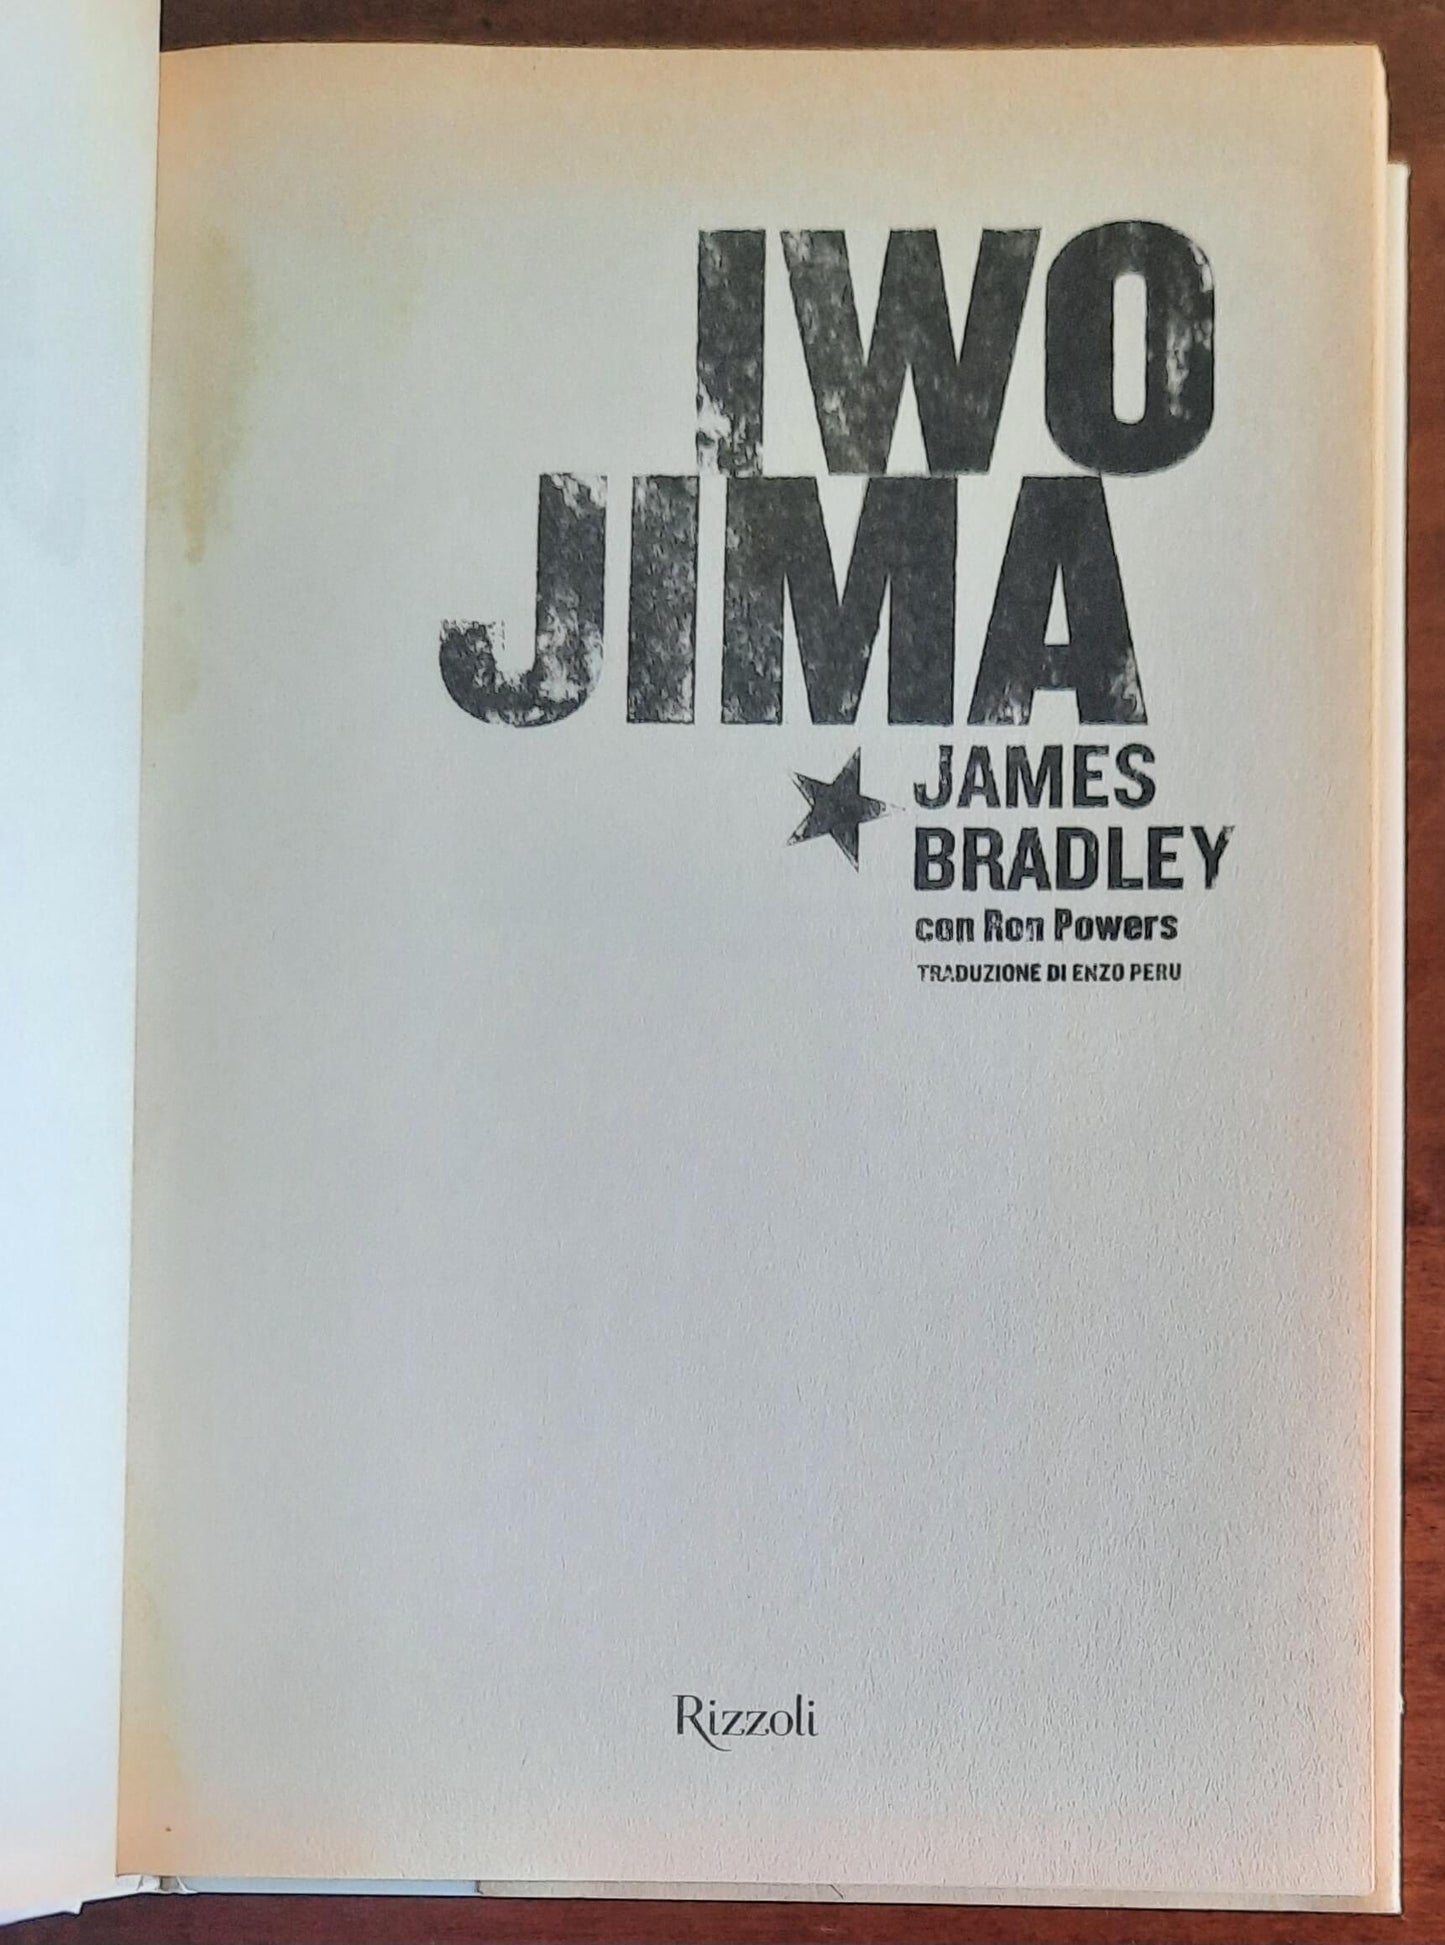 IWO
JIMA
JAMES
BRADLEY
con Ron Powers
TRADUZIONE DI ENZO PERU
Rizzoli